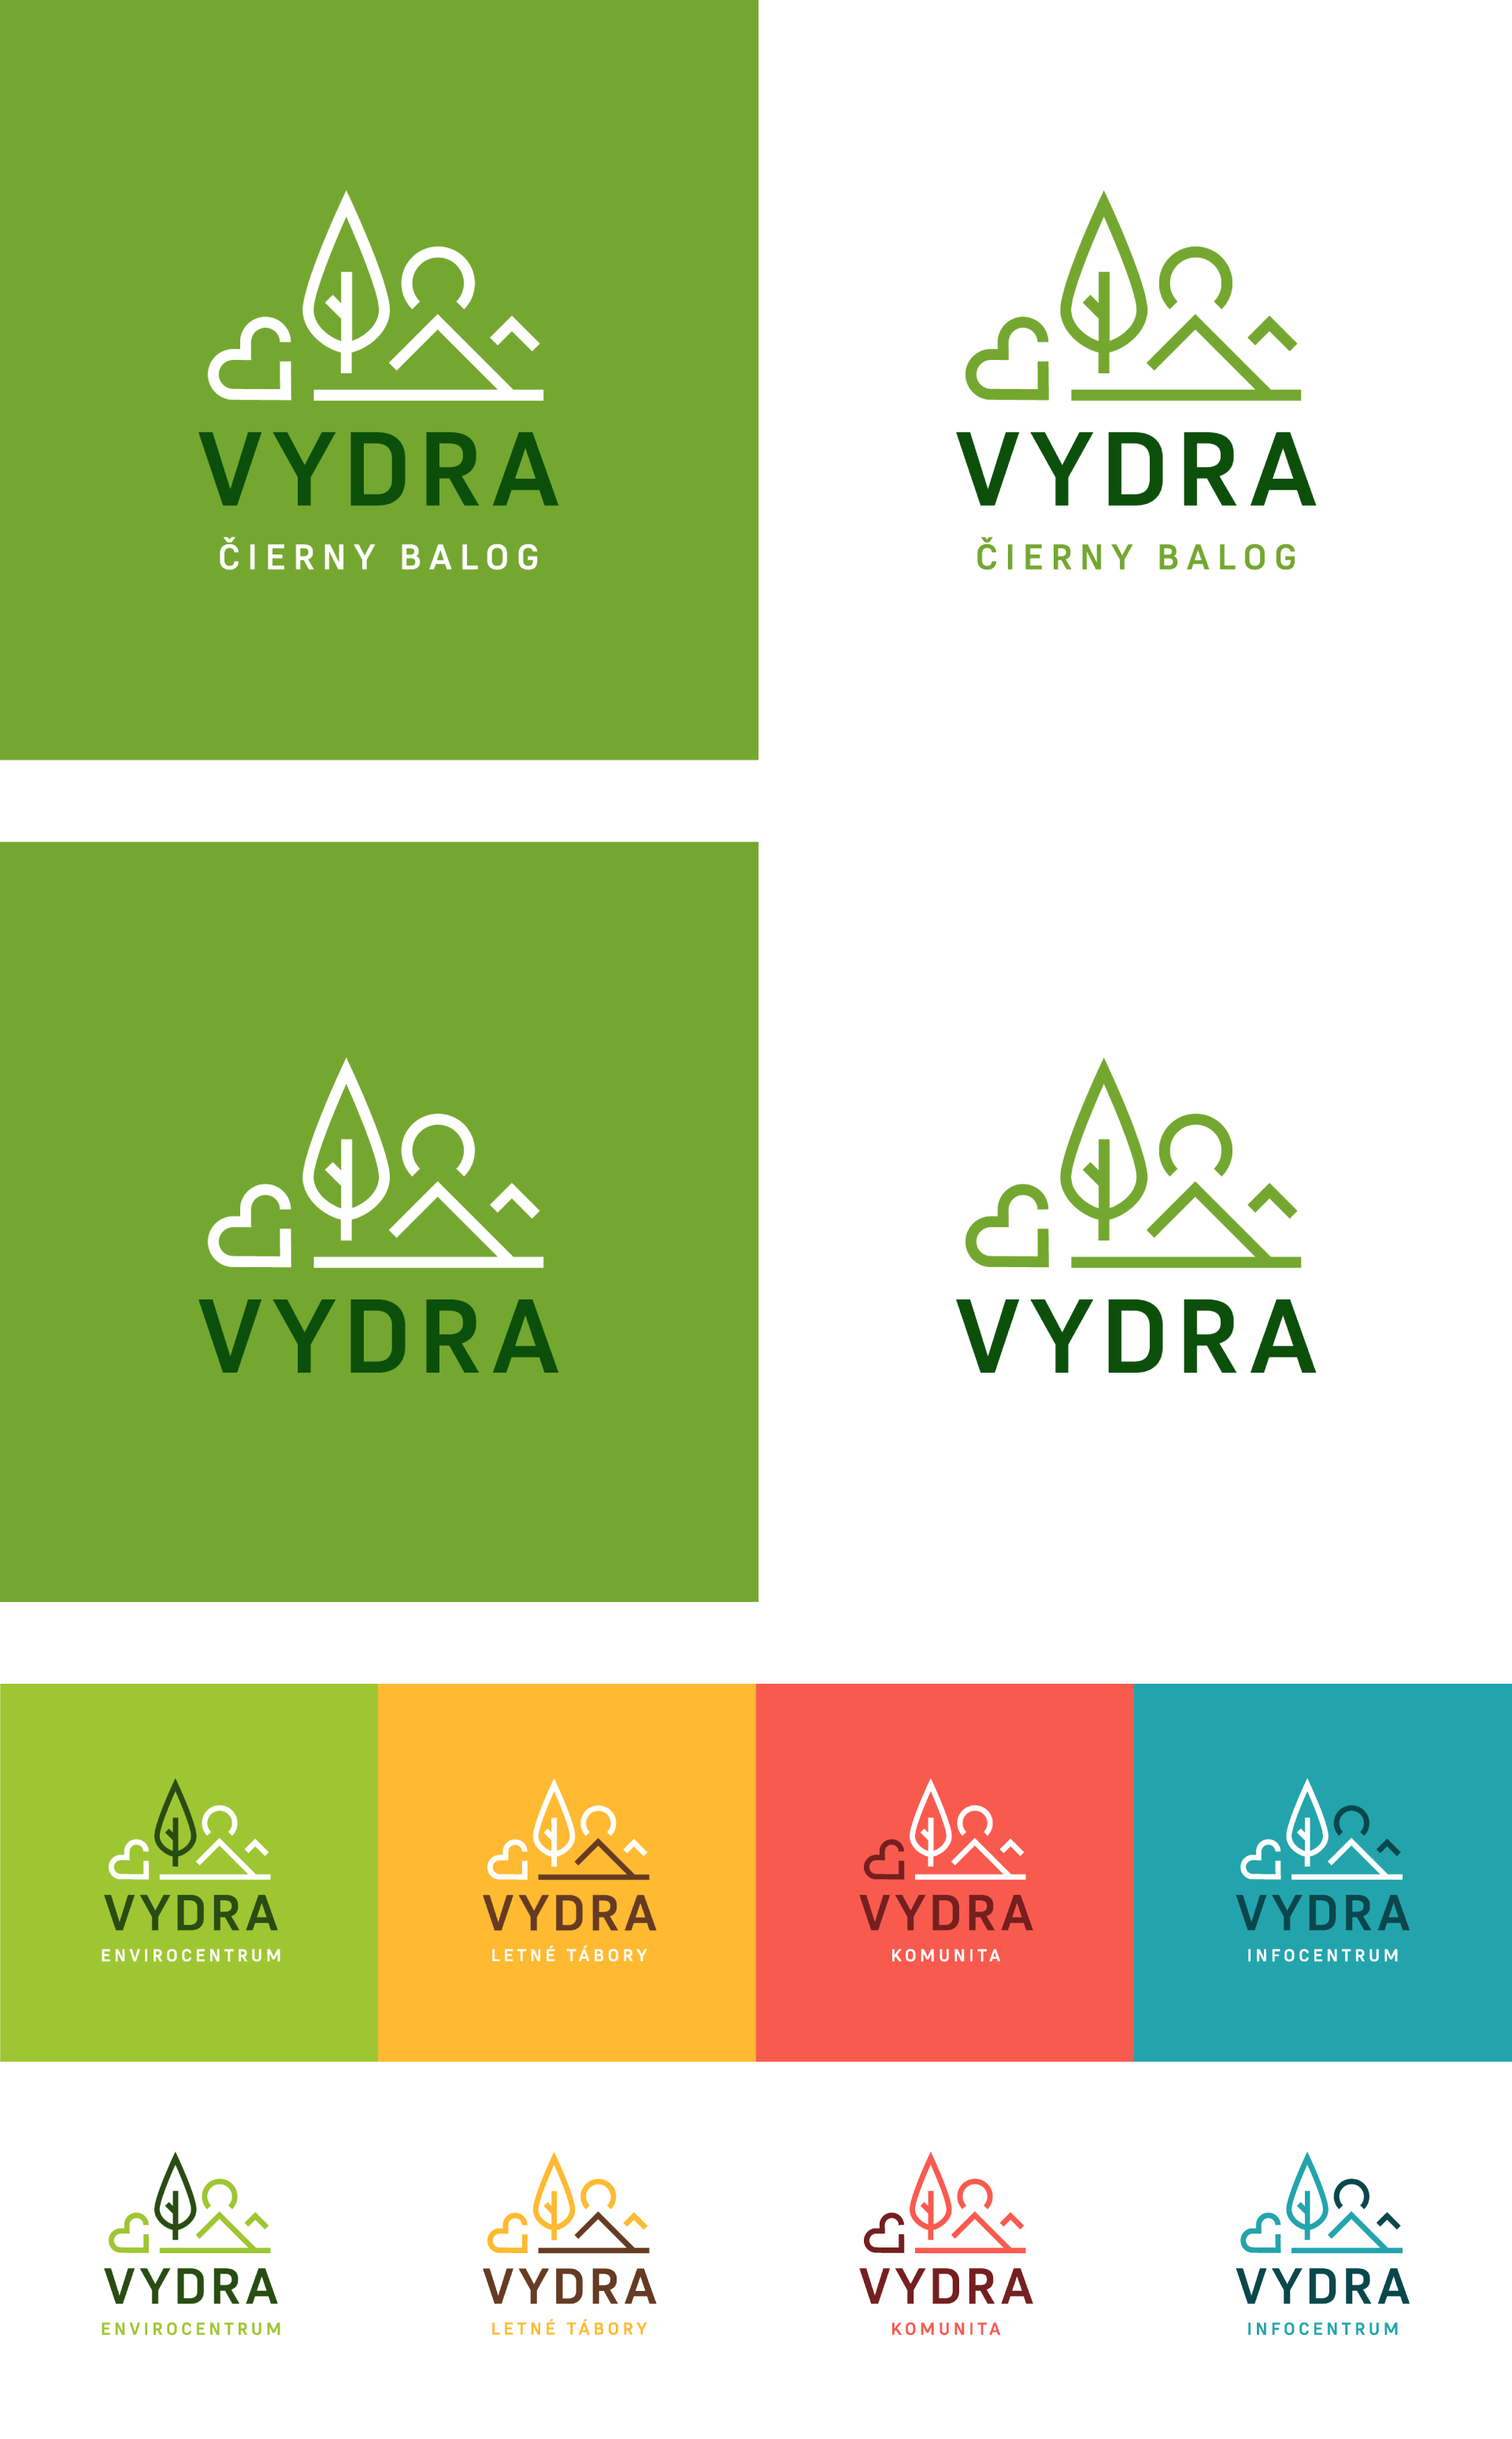 VYDRA
ČIERNY BALOG
VYDRA
ČIERNY BALOG
VYDRA
VYDRA
VYDRA
ENVIROCENTRUM
VYDRA
LETNÉ TÁBORY
VYDRA
KOMUNITA
VYDRA
INFOCENTRUM
VYDRA
ENVIROCENTRUM
VYDRA
LETNÉ TÁBORY
VYDRA
KOMUNITA
VYDRA
INFOCENTRUM